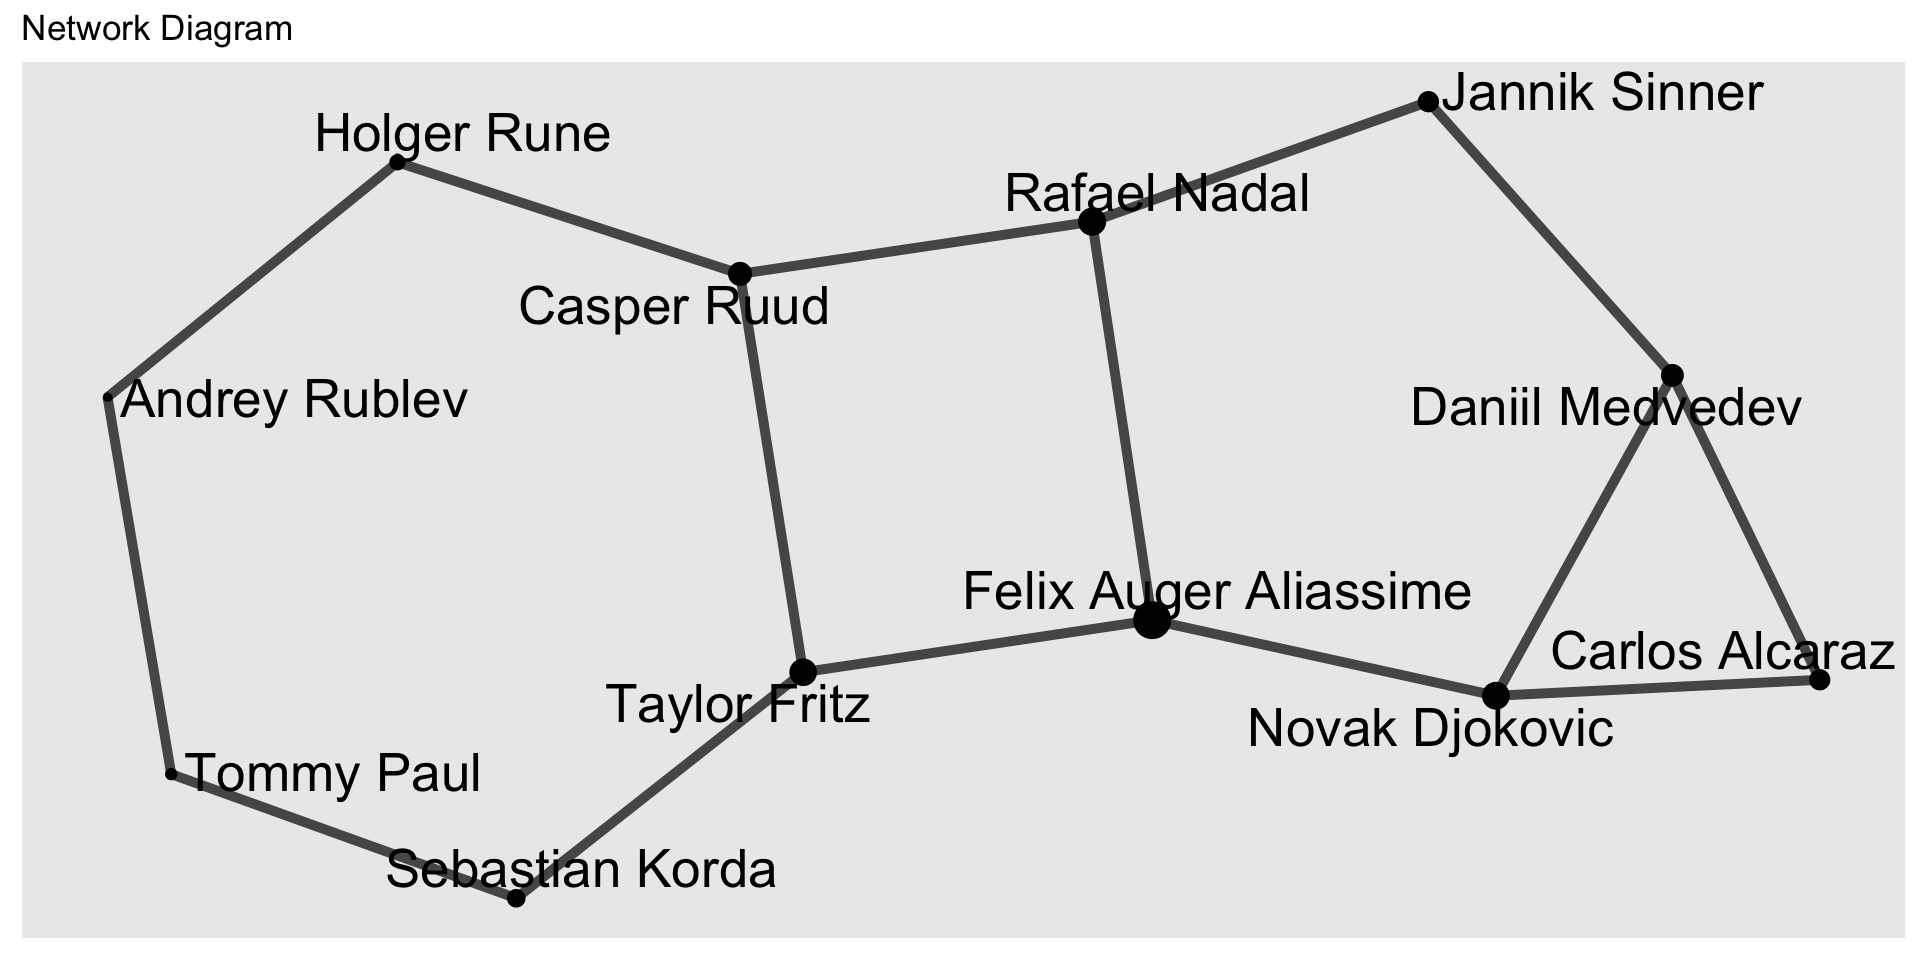 Network Diagram
Jannik Sinner
Holger Rune
Rafael Nadal
Casper Ruud
Andrey Rublev
Daniil Medvedev
Felix Auger Aliassime
Carlos Alcaraz
Taylor Fritz
Novak Djokovic
Tommy Paul
Sebastian Korda